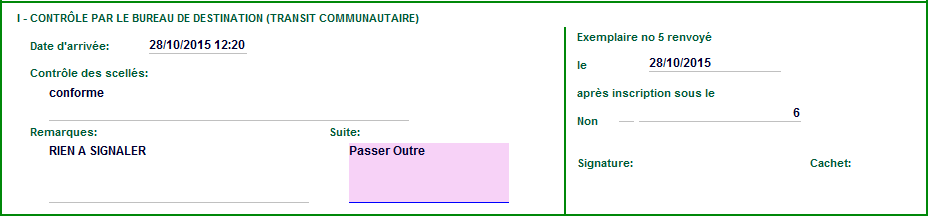 I - CONTRÔLE PAR LE BUREAU DE DESTINATION (TRANSIT COMMUNAUTAIRE)
Date d'arrivée: 28/10/2015 12:20
Contrôle des scellés:
conforme
Remarques: Suite:
RIEN A SIGNALER Passer Outre
Exemplaire no 5 renvoyé
le 28/10/2015
après inscription sous le
Non 6
Signature: Cachet: